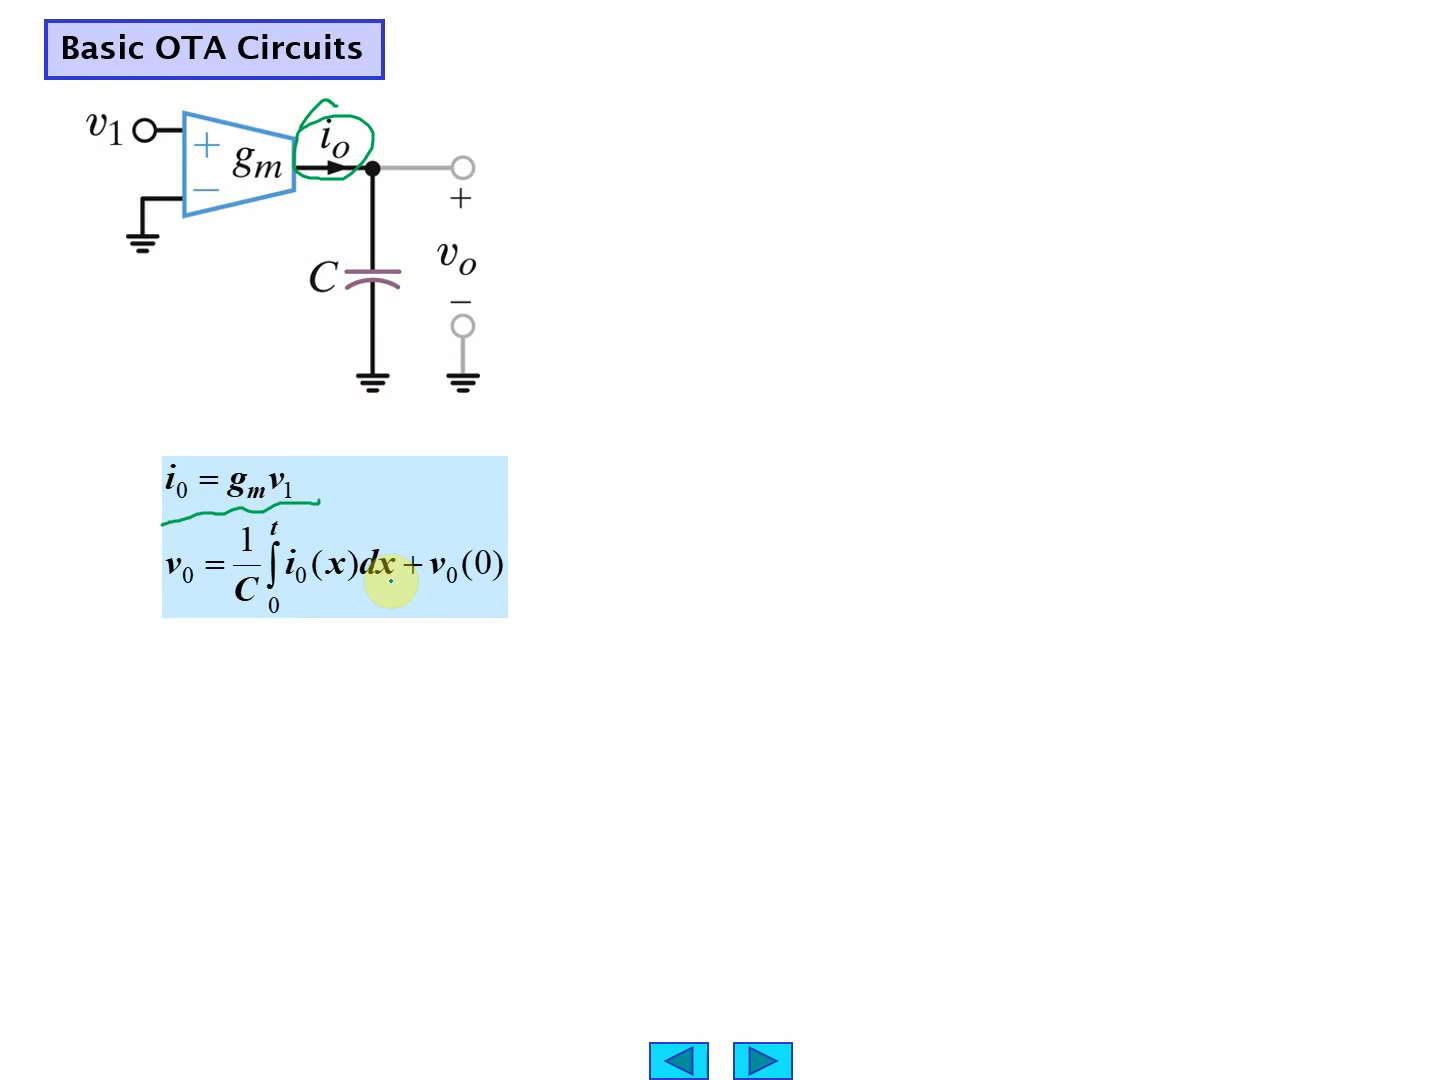 Basic OTA Circuits
v1
+
−
gm
io
+
vo
−
C
i0 = gmv1
v0 = 1/C ∫0t i0(x)dx + v0(0)